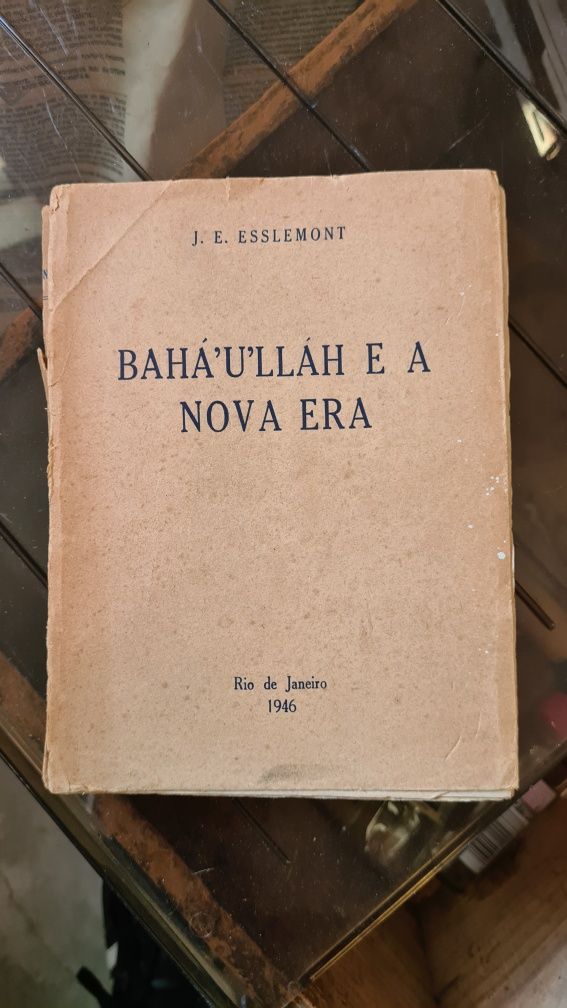 J. E. ESSLEMONT
BAHÁ'U'LLÁH E A
NOVA ERA
Rio de Janeiro
1946